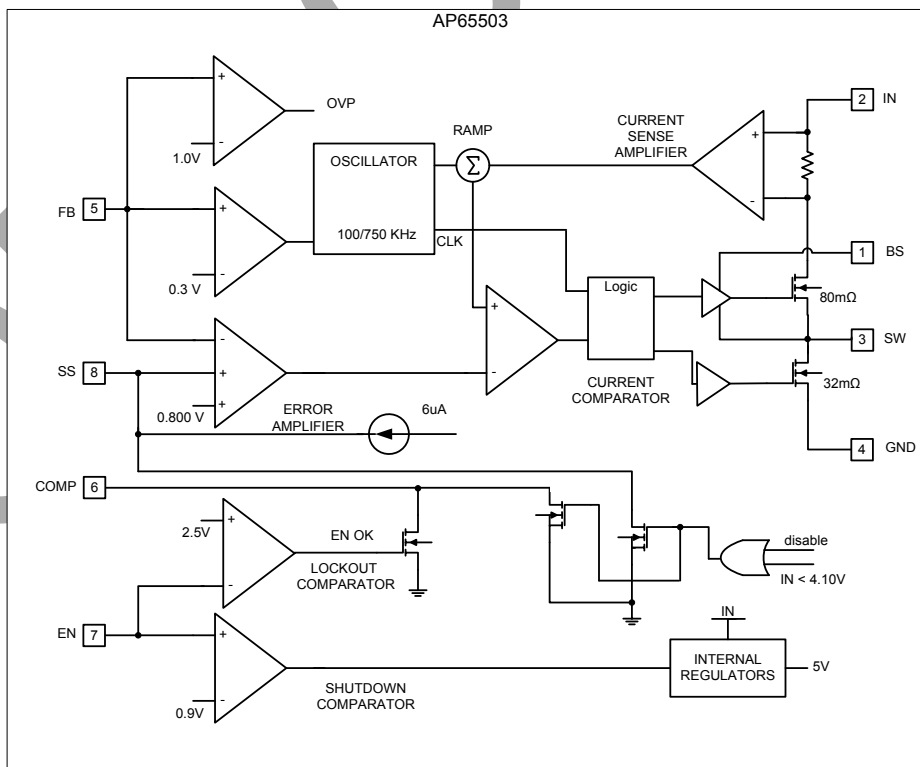 AP65503
+
OVP
-
1.0V
2
IN
CURRENT
SENSE
AMPLIFIER
+
-
RAMP
Σ
OSCILLATOR
100/750 KHz
CLK
FB
5
+
-
0.3 V
1
BS
Logic
80mΩ
+
-
3
SW
SS
8
-
+
+
0.800 V
ERROR
AMPLIFIER
6uA
CURRENT
COMPARATOR
32mΩ
4
GND
COMP
6
2.5V
+
-
EN OK
LOCKOUT
COMPARATOR
disable
IN < 4.10V
EN
7
+
-
0.9V
SHUTDOWN
COMPARATOR
IN
INTERNAL
REGULATORS
5V